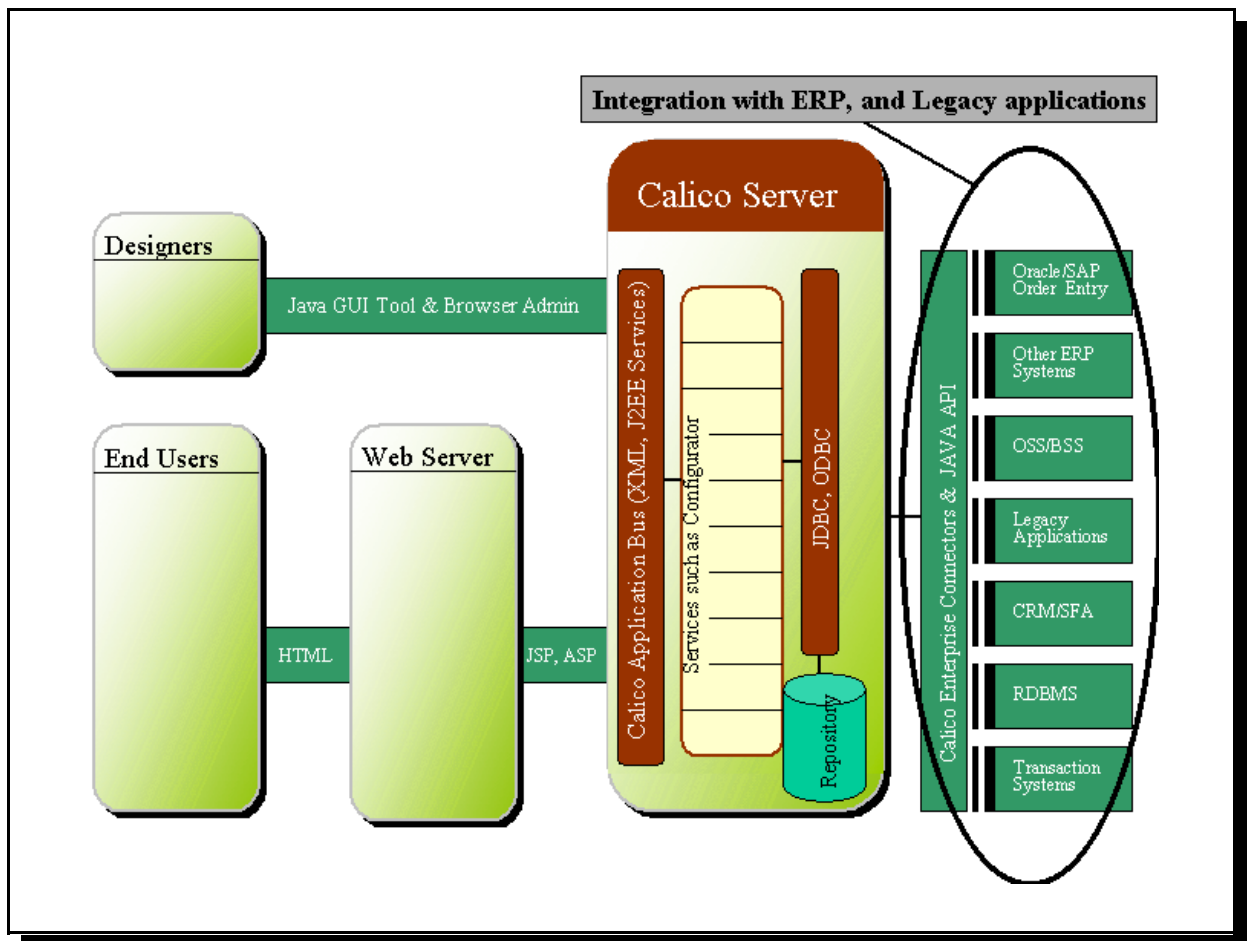 Integration with ERP, and Legacy applications
Calico Server
Designers
Java GUI Tool & Browser Admin
End Users
HTML
Web Server
JSP, ASP
Calico Application Bus (XML, J2EE Services)
Services such as Configurator
JDBC, ODBC
Repository
Calico Enterprise Connectors & JAVA API
Oracle/SAP
Order Entry
Other ERP
Systems
OSS/BSS
Legacy
Applications
CRM/SFA
RDBMS
Transaction
Systems